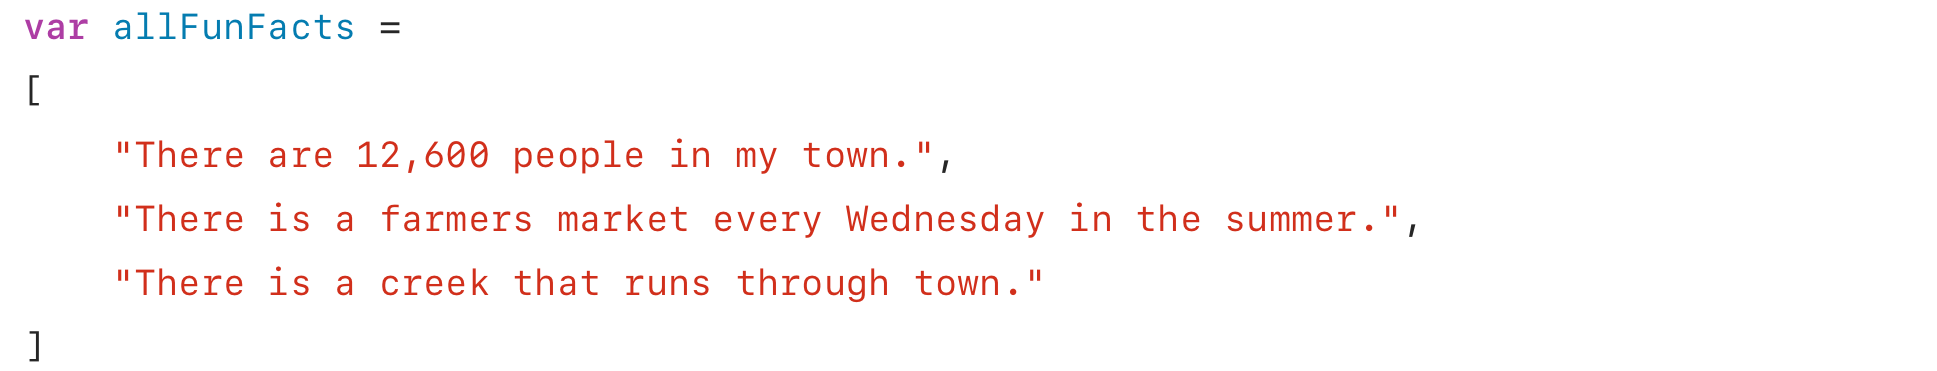 var allFunFacts =
[
    "There are 12,600 people in my town.",
    "There is a farmers market every Wednesday in the summer.",
    "There is a creek that runs through town."
]